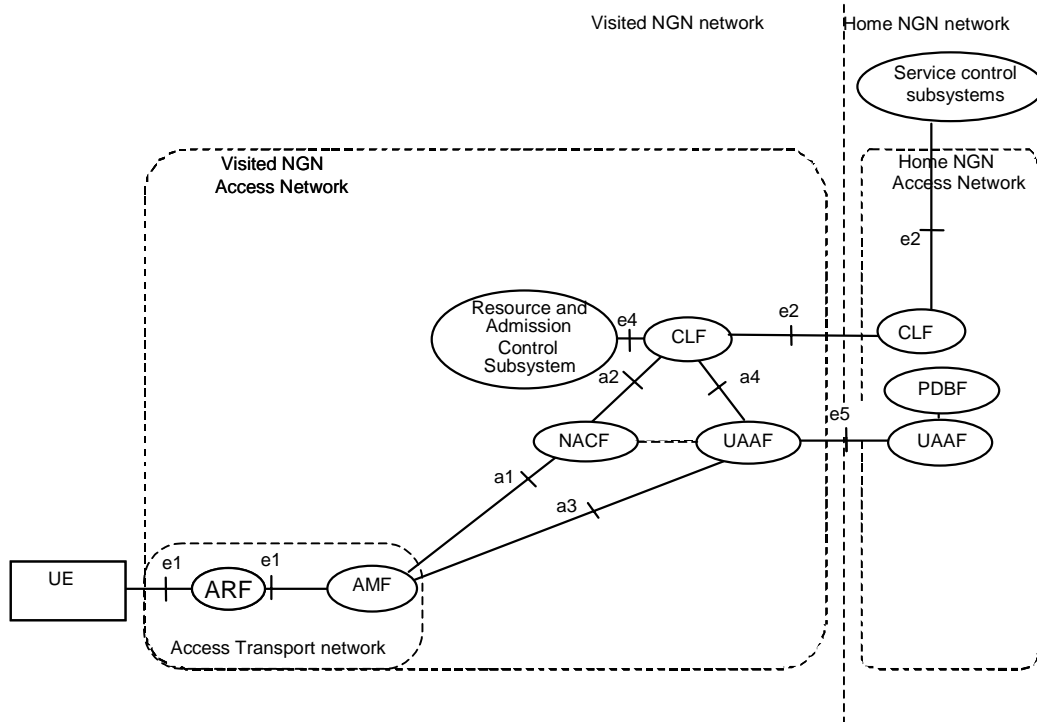 Visited NGN network
Home NGN network
Service control
subsystems
Visited NGN
Access Network
Home NGN
Access Network
e2
Resource and
Admission
Control
Subsystem
e4
CLF
e2
CLF
a2
a4
PDBF
e5
NACF
UAAF
UAAF
a1
a3
e1
e1
UE
ARF
AMF
Access Transport network